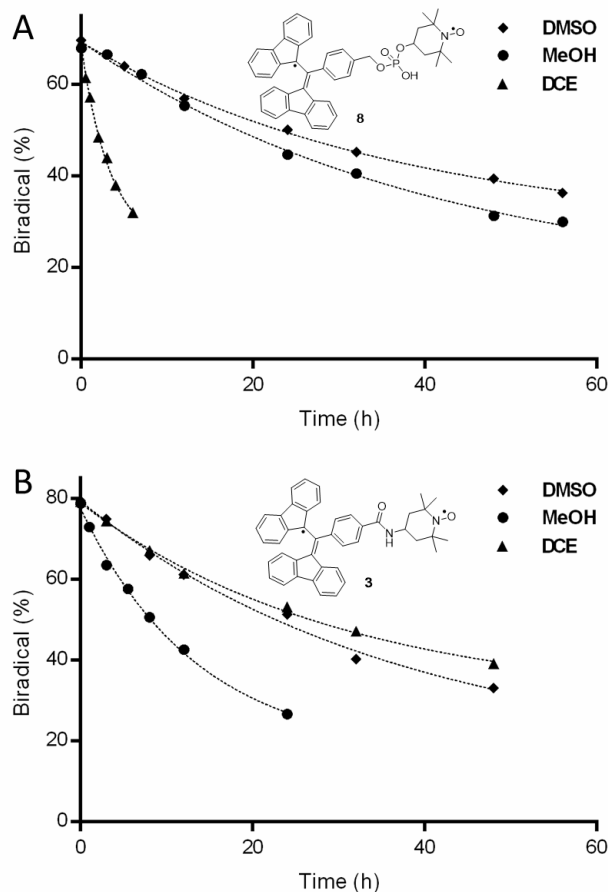 A
DMSO
MeOH
DCE
N
O
O
O
P
O
OH
8
60
40
20
0
Biradical (%)
0
20
40
60
Time (h)
B
DMSO
MeOH
DCE
O
N
H
N
O
3
80
60
40
20
0
Biradical (%)
0
20
40
60
Time (h)